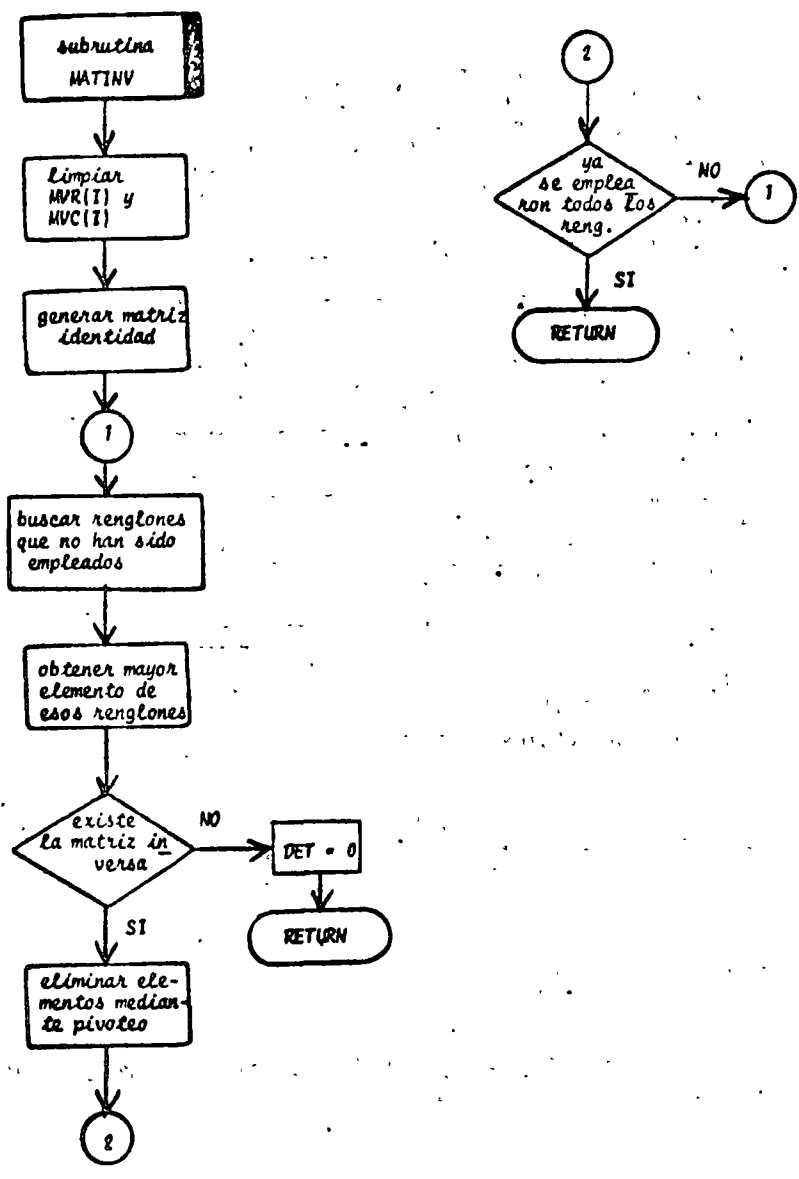 subrutina
MATINV
limpiar
MVR(I) y
MVC(I)
generar matriz
identidad
1
buscar renglones
que no han sido
empleados
obtener mayor
elemento de
esos renglones
existe
la matriz in
versa
NO
DET = 0
RETURN
SI
eliminar ele-
mentos median-
te pivoteo
2
2
ya
se emplea
ron todos los
reng.
NO
1
SI
RETURN